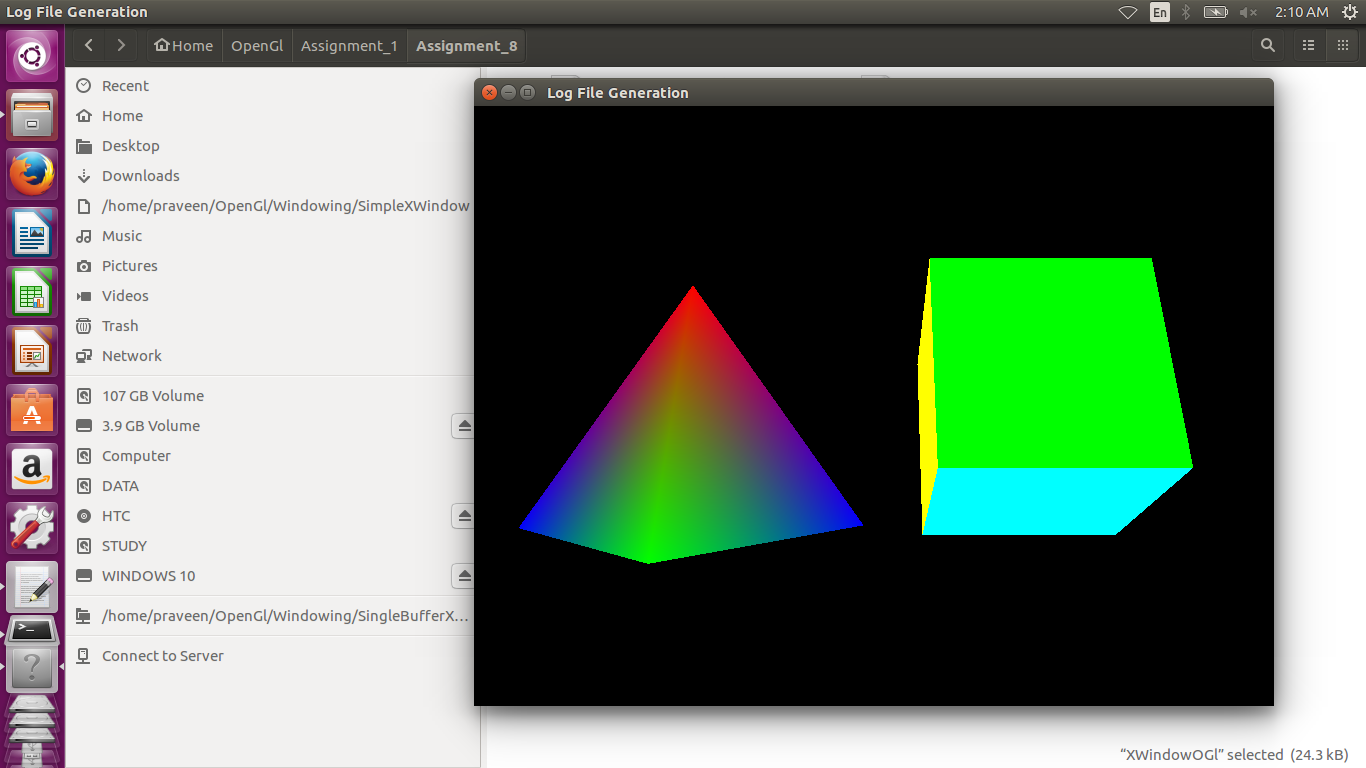 Log File Generation
En
2:10 AM
Home
OpenGl
Assignment_1
Assignment_8
Recent
Home
Desktop
Downloads
/home/praveen/OpenGl/Windowing/SimpleXWindow
Music
Pictures
Videos
Trash
Network
107 GB Volume
3.9 GB Volume
Computer
DATA
HTC
STUDY
WINDOWS 10
/home/praveen/OpenGl/Windowing/SingleBufferX...
Connect to Server
Log File Generation
“XWindowOGl” selected (24.3 kB)